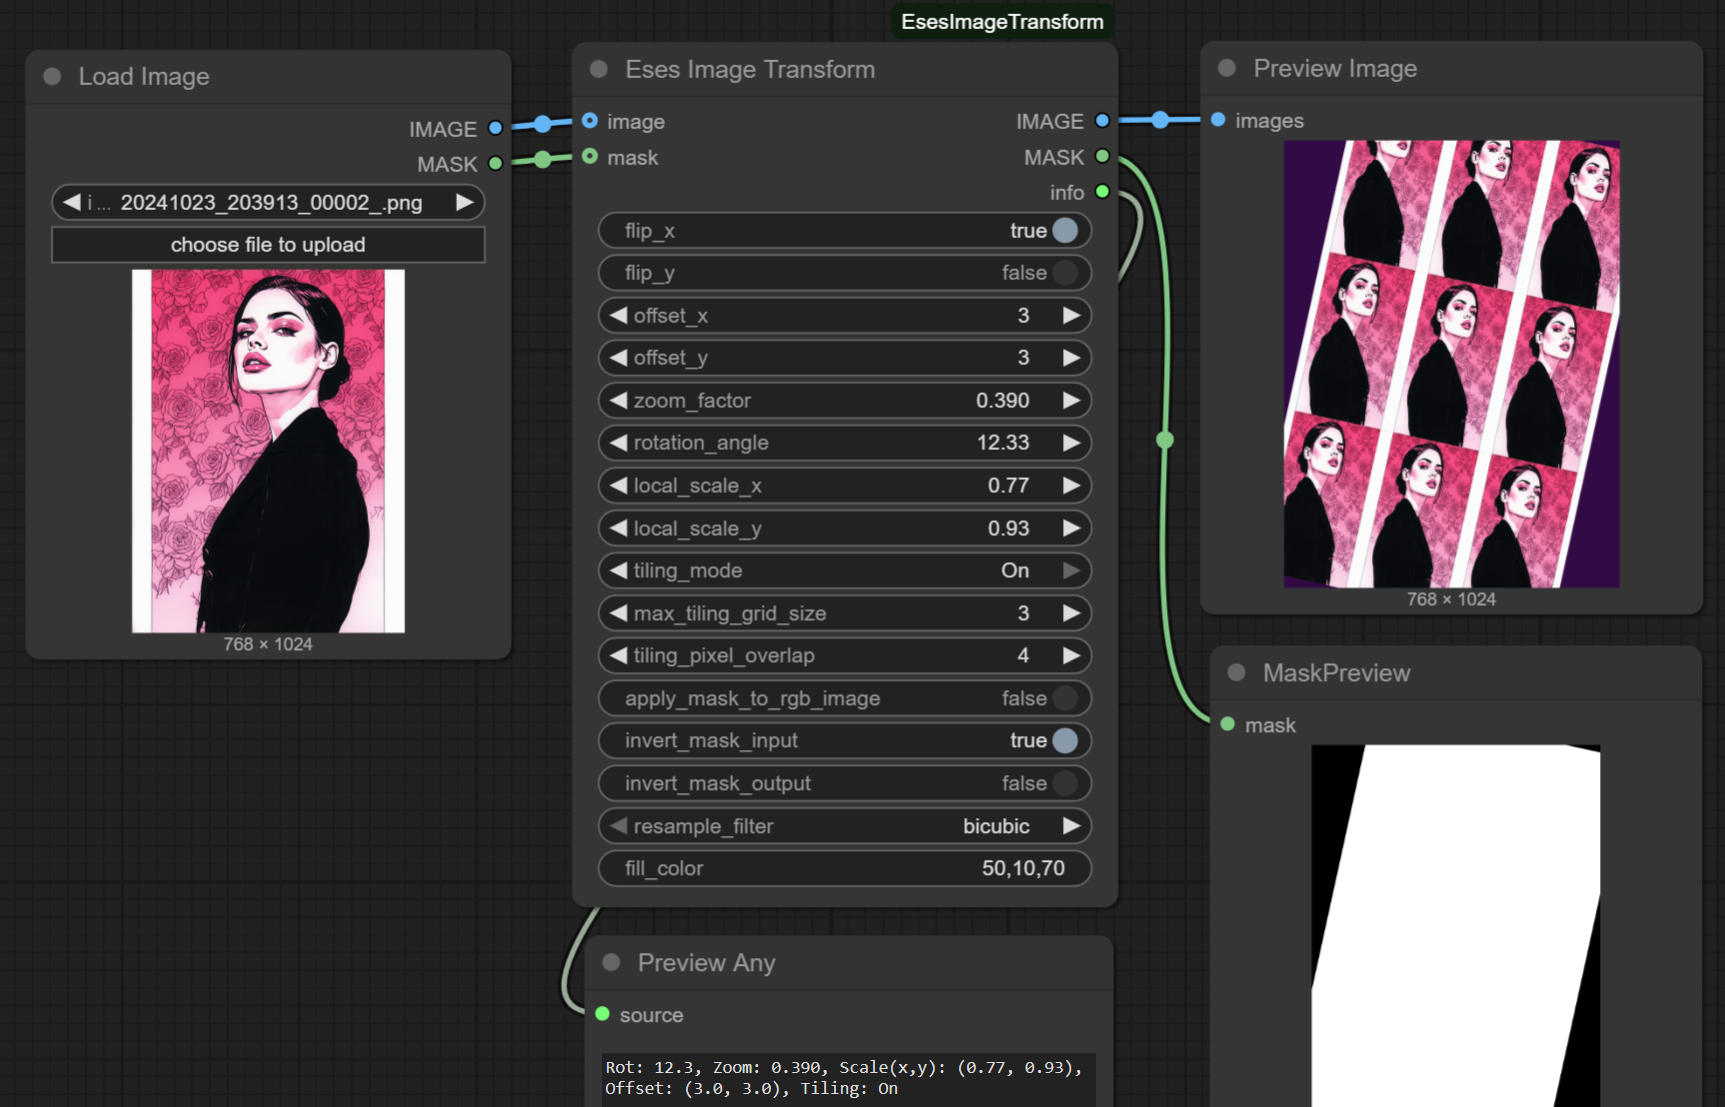 EsesImageTransform
Load Image
IMAGE
MASK
i ... 20241023_203913_00002_.png
choose file to upload
768 × 1024
Eses Image Transform
image IMAGE
mask MASK
info
flip_x true
flip_y false
offset_x 3
offset_y 3
zoom_factor 0.390
rotation_angle 12.33
local_scale_x 0.77
local_scale_y 0.93
tiling_mode On
max_tiling_grid_size 3
tiling_pixel_overlap 4
apply_mask_to_rgb_image false
invert_mask_input true
invert_mask_output false
resample_filter bicubic
fill_color 50,10,70
Preview Image
images
768 × 1024
MaskPreview
mask
Preview Any
source
Rot: 12.3, Zoom: 0.390, Scale(x,y): (0.77, 0.93),
Offset: (3.0, 3.0), Tiling: On